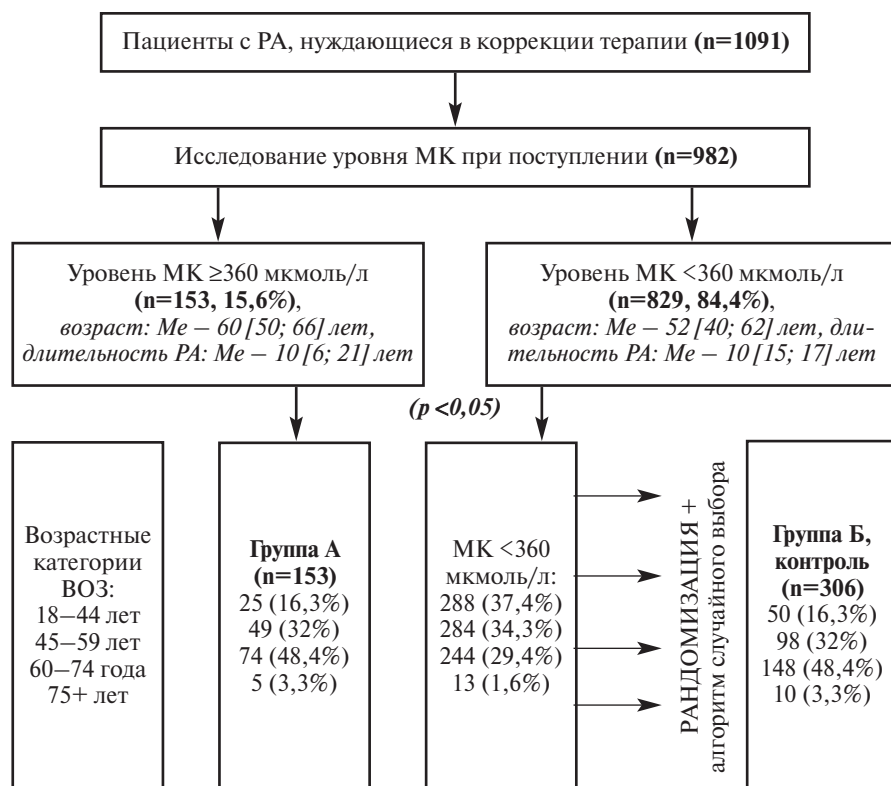 Пациенты с РА, нуждающиеся в коррекции терапии (n=1091)
Исследование уровня МК при поступлении (n=982)
Уровень МК ≥360 мкмоль/л
(n=153, 15,6%),
возраст: Ме – 60 [50; 66] лет,
длительность РА: Ме – 10 [6; 21] лет
Уровень МК <360 мкмоль/л
(n=829, 84,4%),
возраст: Ме – 52 [40; 62] лет, дли-
тельность РА: Ме – 10 [15; 17] лет
(p <0,05)
Возрастные
категории
ВОЗ:
18–44 лет
45–59 лет
60–74 года
75+ лет
Группа А
(n=153)
25 (16,3%)
49 (32%)
74 (48,4%)
5 (3,3%)
МК <360
мкмоль/л:
288 (37,4%)
284 (34,3%)
244 (29,4%)
13 (1,6%)
РАНДОМИЗАЦИЯ +
алгоритм случайного выбора
Группа Б,
контроль
(n=306)
50 (16,3%)
98 (32%)
148 (48,4%)
10 (3,3%)